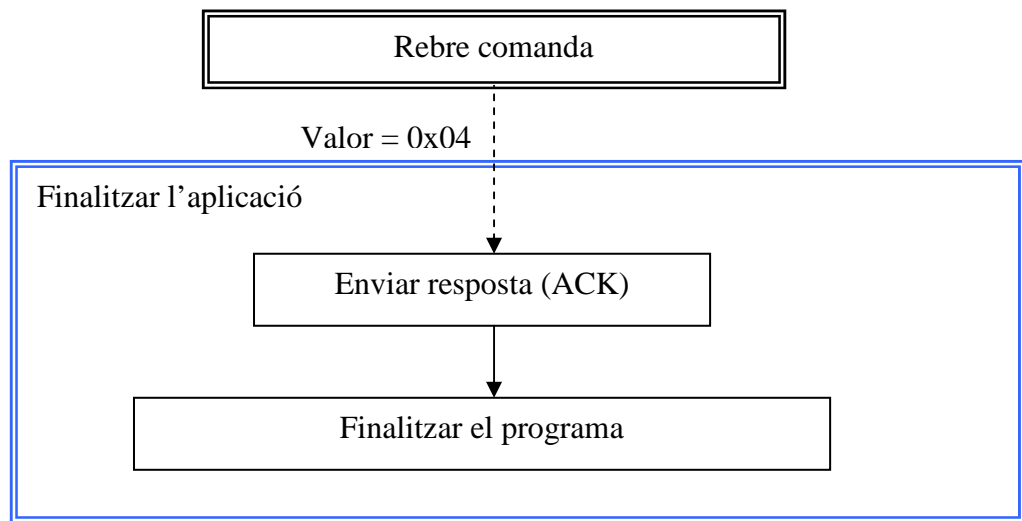 Rebre comanda
Valor = 0x04
Finalitzar l’aplicació
Enviar resposta (ACK)
Finalitzar el programa